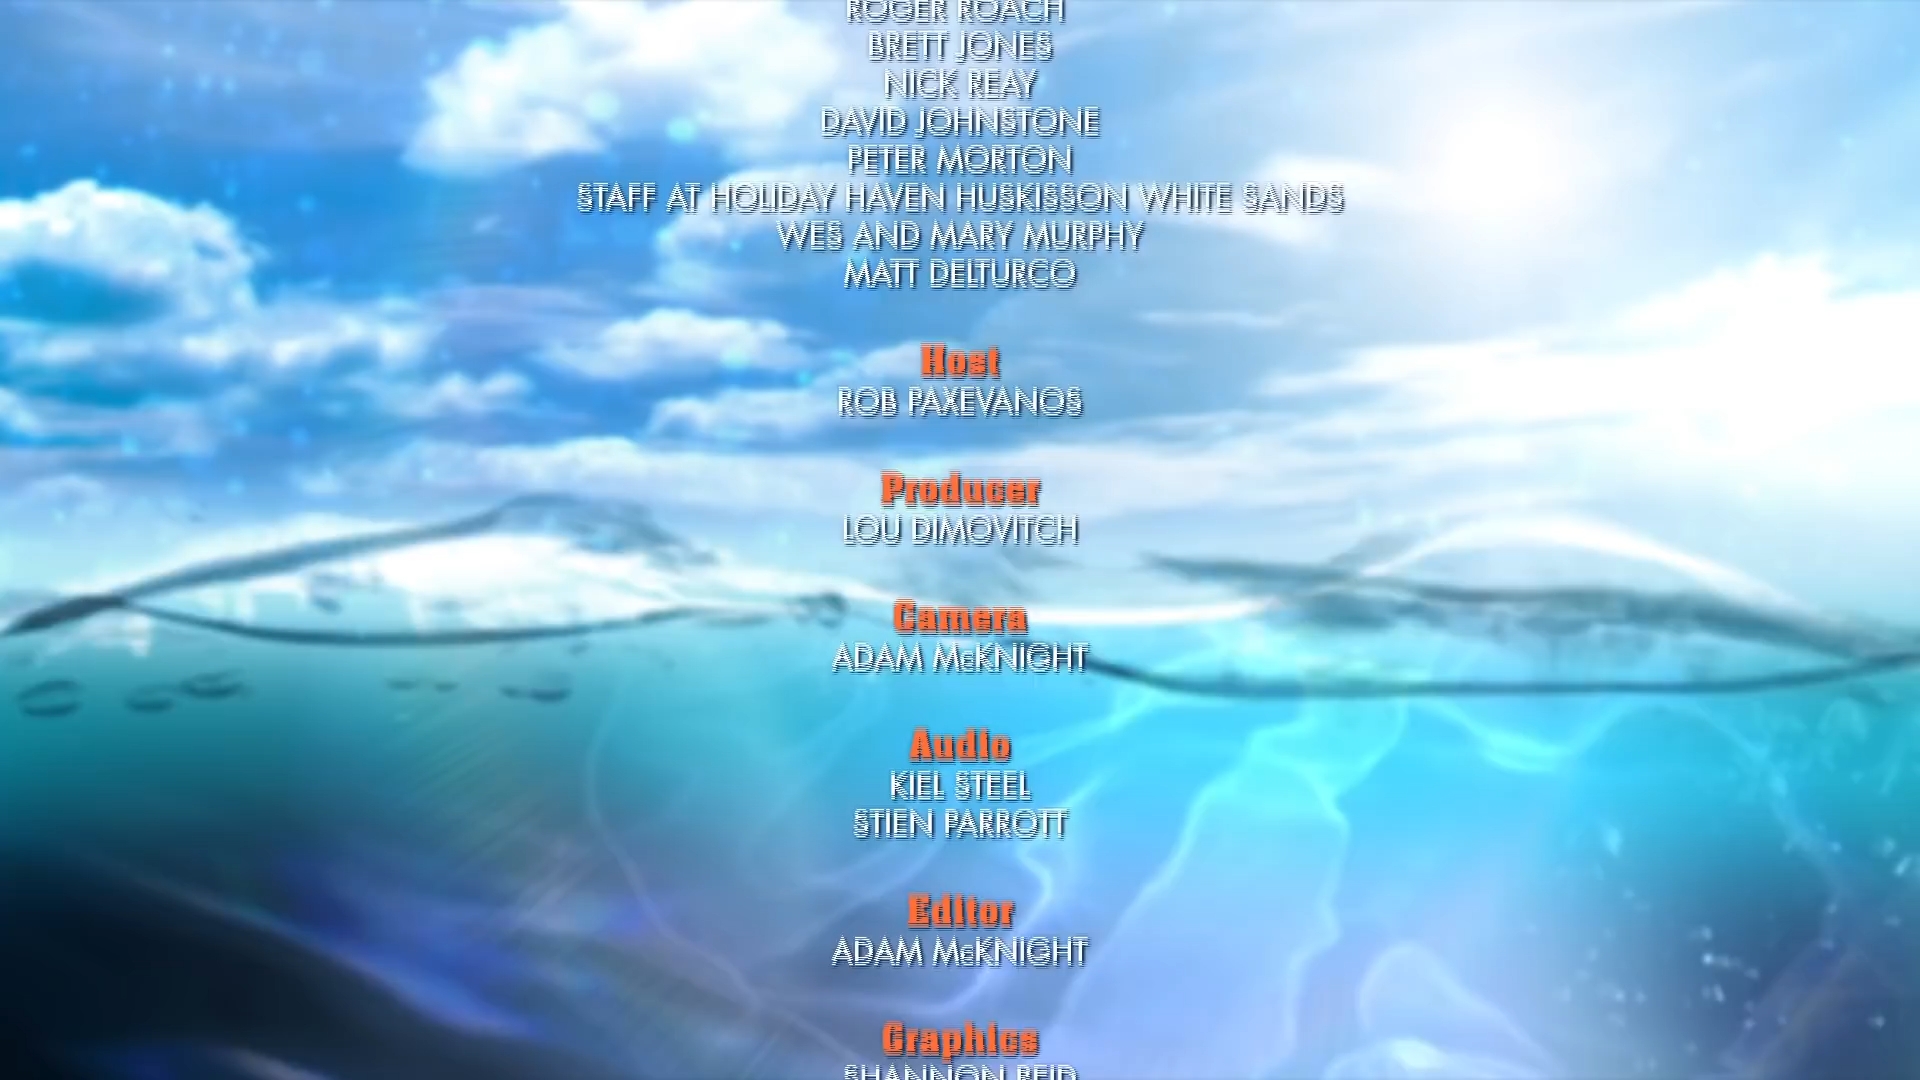 ROGER ROACH
BRETT JONES
NICK REAY
DAVID JOHNSTONE
PETER MORTON
STAFF AT HOLIDAY HAVEN HUSKISSON WHITE SANDS
WES AND MARY MURPHY
MATT DELTURCO
Host
ROB PAXEVANOS
Producer
LOU DIMOVITCH
Camera
ADAM McKNIGHT
Audio
KIEL STEEL
STIEN PARROTT
Editor
ADAM McKNIGHT
Graphics
SHANNON REID